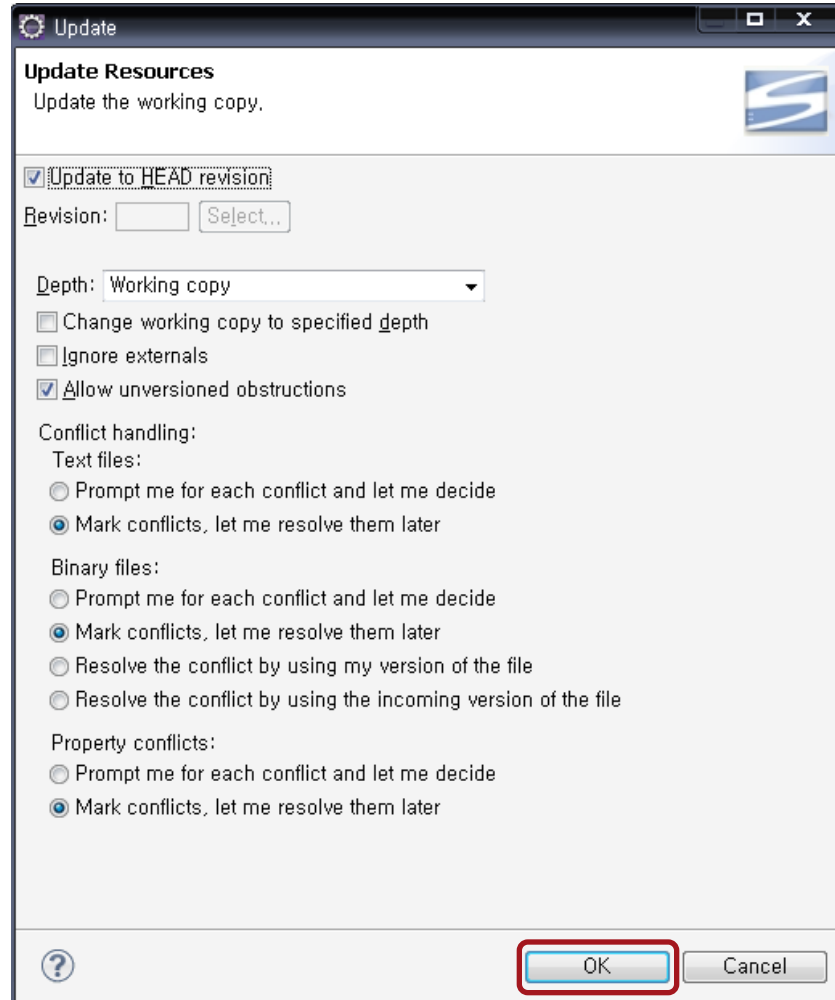 Update
Update Resources
Update the working copy.
Update to HEAD revision
Revision: Select...
Depth: Working copy
Change working copy to specified depth
Ignore externals
Allow unversioned obstructions
Conflict handling:
Text files:
Prompt me for each conflict and let me decide
Mark conflicts, let me resolve them later
Binary files:
Prompt me for each conflict and let me decide
Mark conflicts, let me resolve them later
Resolve the conflict by using my version of the file
Resolve the conflict by using the incoming version of the file
Property conflicts:
Prompt me for each conflict and let me decide
Mark conflicts, let me resolve them later
? OK Cancel